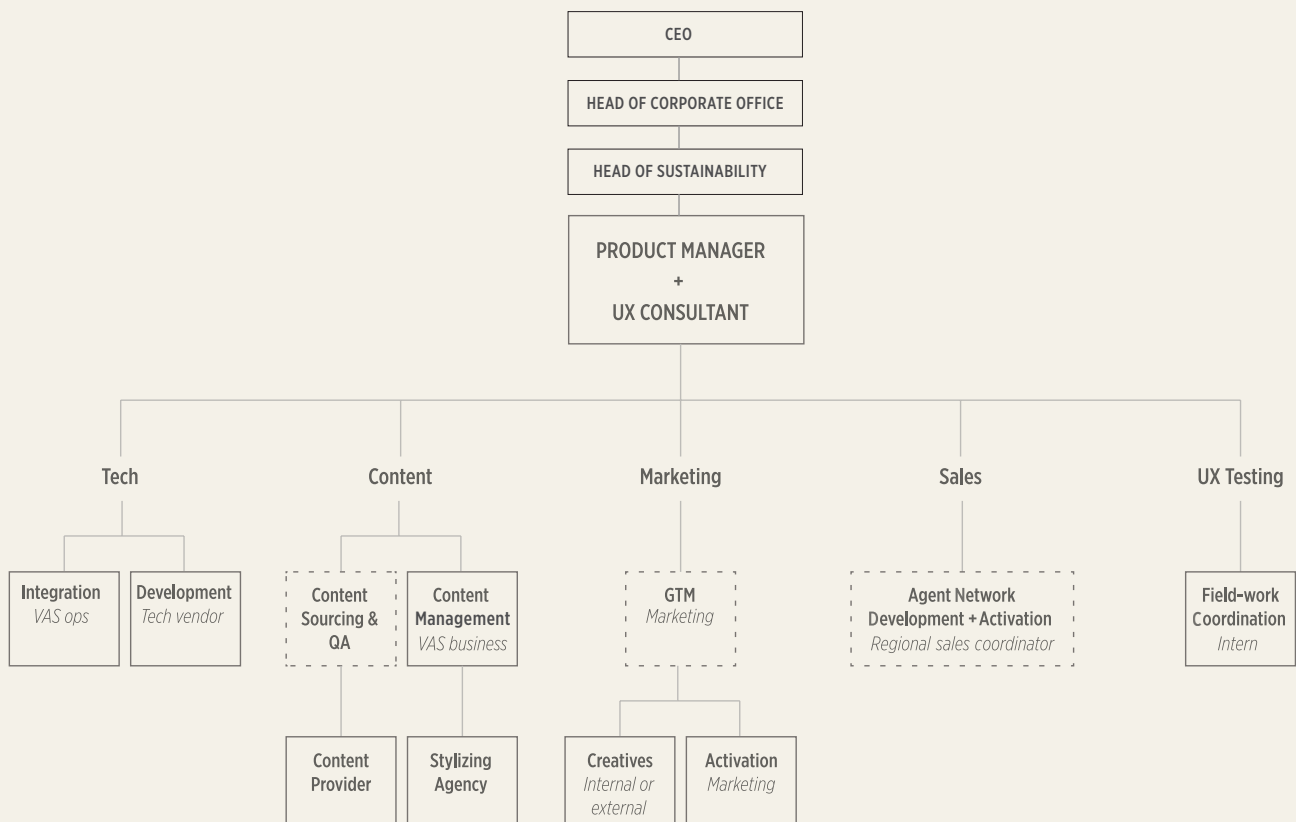 CEO
HEAD OF CORPORATE OFFICE
HEAD OF SUSTAINABILITY
PRODUCT MANAGER
+
UX CONSULTANT
Tech
Content
Marketing
Sales
UX Testing
Integration
VAS ops
Development
Tech vendor
Content
Sourcing &
QA
Content
Management
VAS business
GTM
Marketing
Agent Network
Development + Activation
Regional sales coordinator
Field-work
Coordination
Intern
Content
Provider
Stylizing
Agency
Creatives
Internal or
external
Activation
Marketing